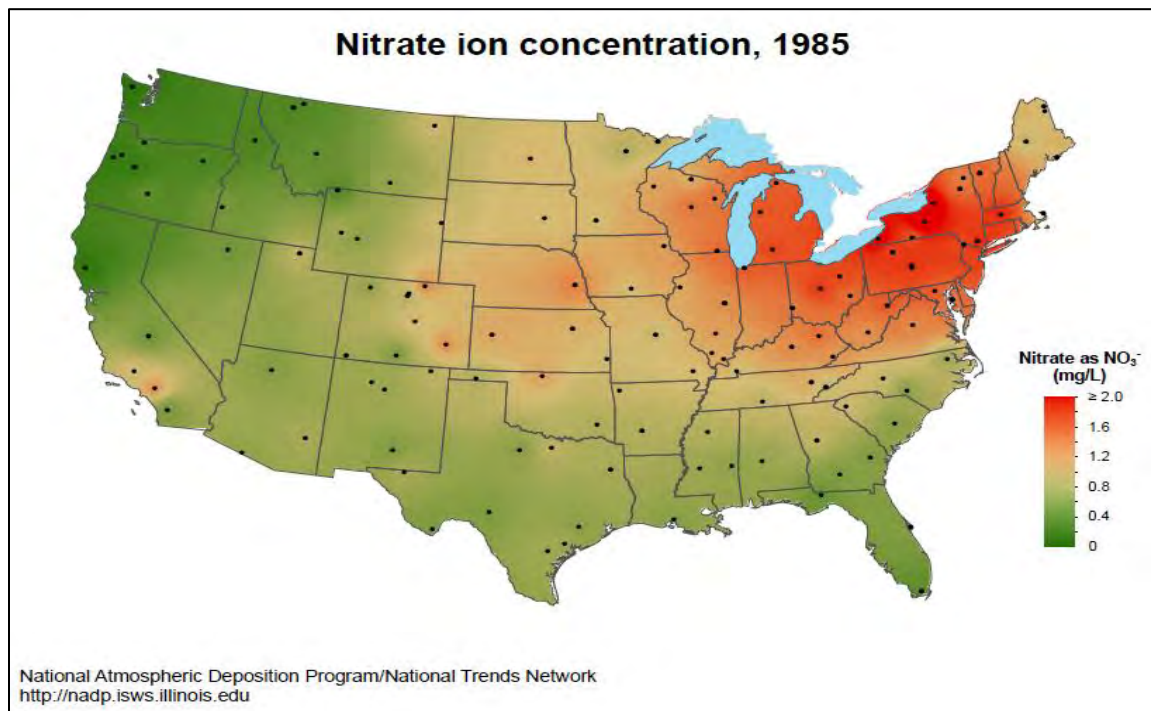 Nitrate ion concentration, 1985
Nitrate as NO₃⁻
(mg/L)
≥ 2.0
1.6
1.2
0.8
0.4
0
National Atmospheric Deposition Program/National Trends Network
http://nadp.isws.illinois.edu